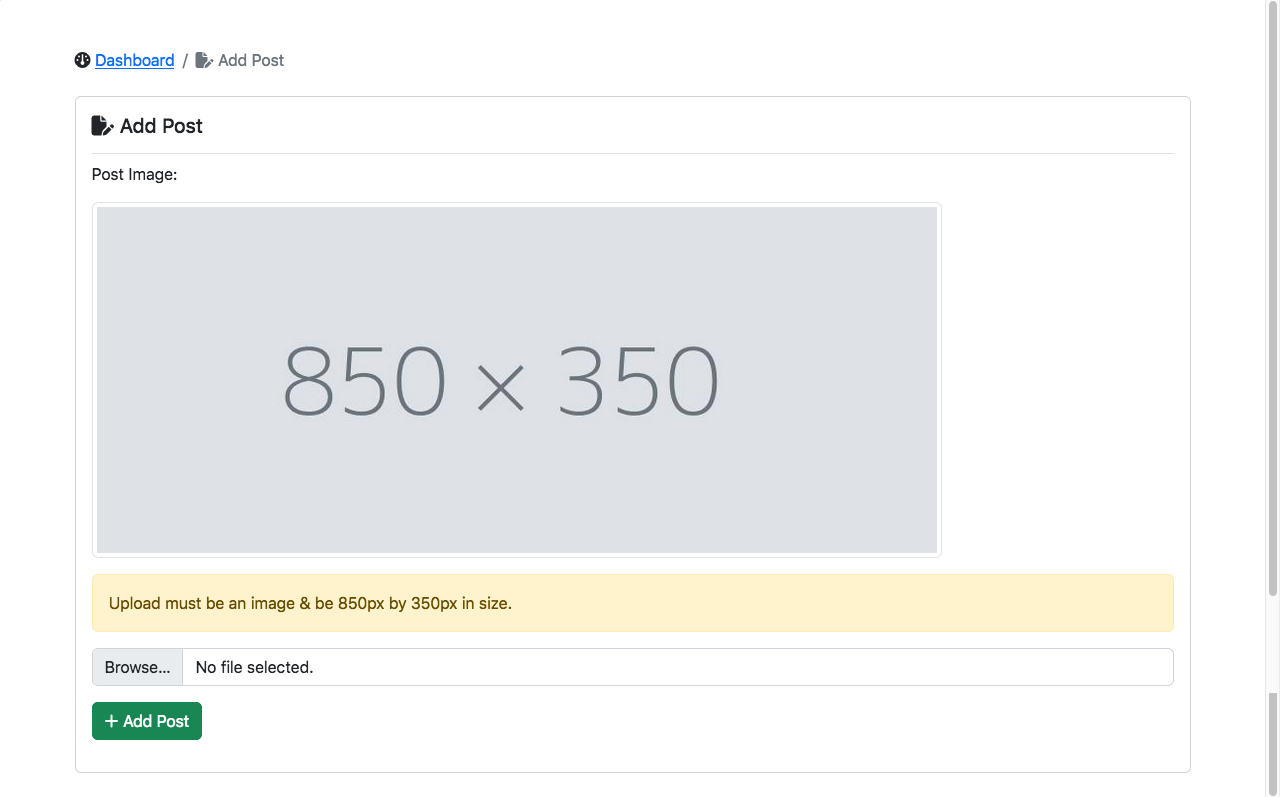 Dashboard / Add Post
Add Post
Post Image:
850 × 350
Upload must be an image & be 850px by 350px in size.
Browse... No file selected.
+ Add Post